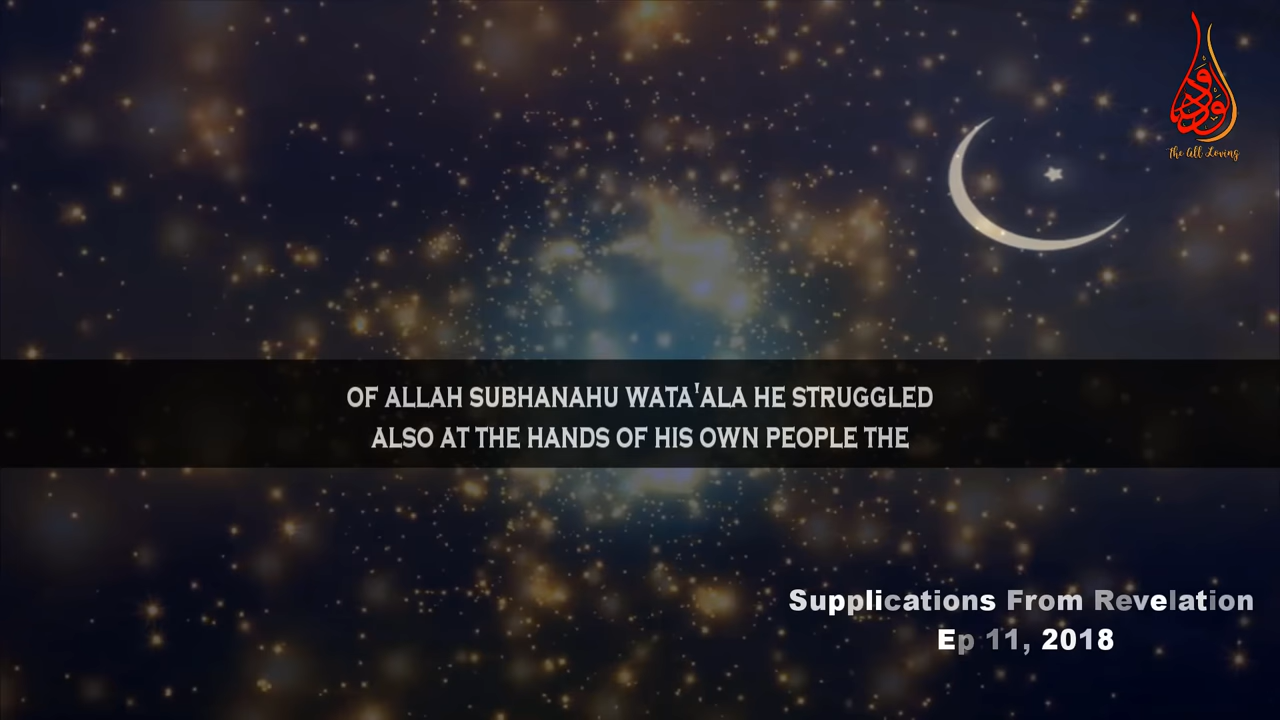 الودود
The All Loving
OF ALLAH SUBHANAHU WATA'ALA HE STRUGGLED
ALSO AT THE HANDS OF HIS OWN PEOPLE THE
Supplications From Revelation
Ep 11, 2018